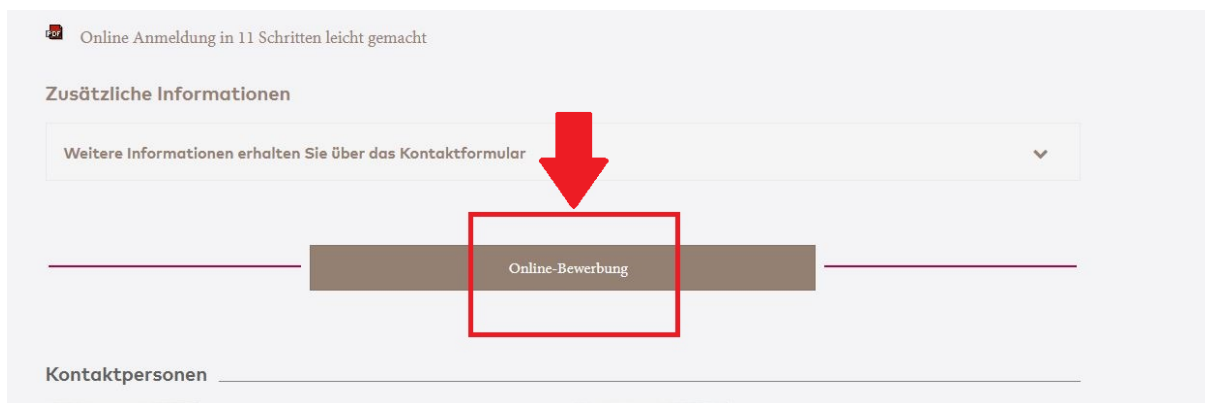 PDF
Online Anmeldung in 11 Schritten leicht gemacht
Zusätzliche Informationen
Weitere Informationen erhalten Sie über das Kontaktformular
Online-Bewerbung
Kontaktpersonen